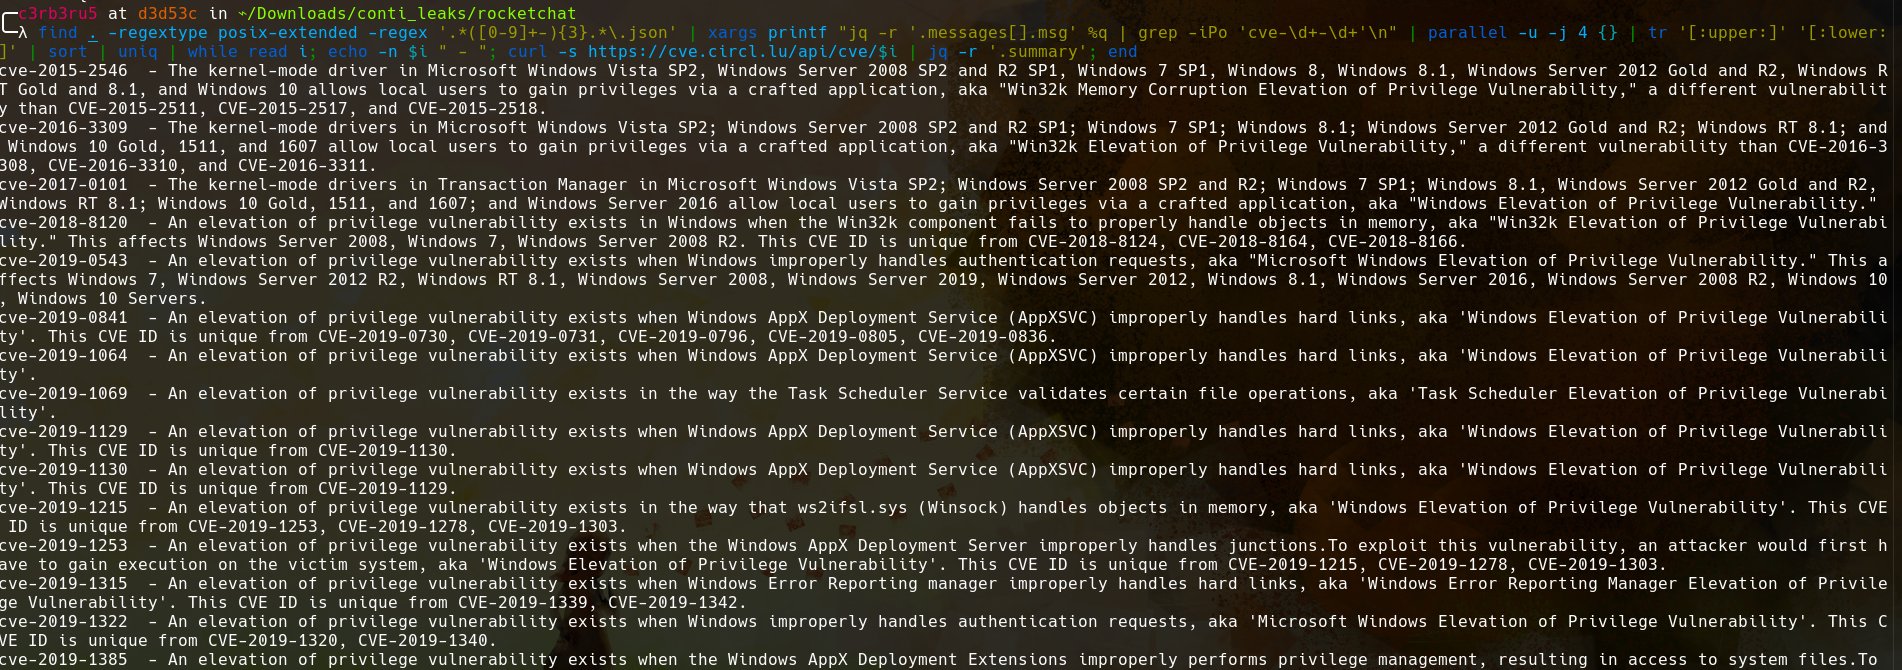 c3rb3ru5 at d3d53c in ~/Downloads/conti_leaks/rocketchat
λ find . -regextype posix-extended -regex '.*([0-9]+-){3}.*\.json' | xargs printf "jq -r '.messages[].msg' %q | grep -iPo 'cve-\d+-\d+'\n" | parallel -u -j 4 {} | tr '[:upper:]' '[:lower:
]' | sort | uniq | while read i; echo -n $i " - "; curl -s https://cve.circl.lu/api/cve/$i | jq -r '.summary'; end
cve-2015-2546  - The kernel-mode driver in Microsoft Windows Vista SP2, Windows Server 2008 SP2 and R2 SP1, Windows 7 SP1, Windows 8, Windows 8.1, Windows Server 2012 Gold and R2, Windows R
T Gold and 8.1, and Windows 10 allows local users to gain privileges via a crafted application, aka "Win32k Memory Corruption Elevation of Privilege Vulnerability," a different vulnerabilit
y than CVE-2015-2511, CVE-2015-2517, and CVE-2015-2518.
cve-2016-3309  - The kernel-mode drivers in Microsoft Windows Vista SP2; Windows Server 2008 SP2 and R2 SP1; Windows 7 SP1; Windows 8.1; Windows Server 2012 Gold and R2; Windows RT 8.1; and
 Windows 10 Gold, 1511, and 1607 allow local users to gain privileges via a crafted application, aka "Win32k Elevation of Privilege Vulnerability," a different vulnerability than CVE-2016-3
308, CVE-2016-3310, and CVE-2016-3311.
cve-2017-0101  - The kernel-mode drivers in Transaction Manager in Microsoft Windows Vista SP2; Windows Server 2008 SP2 and R2; Windows 7 SP1; Windows 8.1, Windows Server 2012 Gold and R2,
Windows RT 8.1; Windows 10 Gold, 1511, and 1607; and Windows Server 2016 allow local users to gain privileges via a crafted application, aka "Windows Elevation of Privilege Vulnerability."
cve-2018-8120  - An elevation of privilege vulnerability exists in Windows when the Win32k component fails to properly handle objects in memory, aka "Win32k Elevation of Privilege Vulnerabi
lity." This affects Windows Server 2008, Windows 7, Windows Server 2008 R2. This CVE ID is unique from CVE-2018-8124, CVE-2018-8164, CVE-2018-8166.
cve-2019-0543  - An elevation of privilege vulnerability exists when Windows improperly handles authentication requests, aka "Microsoft Windows Elevation of Privilege Vulnerability." This a
ffects Windows 7, Windows Server 2012 R2, Windows RT 8.1, Windows Server 2008, Windows Server 2019, Windows Server 2012, Windows 8.1, Windows Server 2016, Windows Server 2008 R2, Windows 10
, Windows 10 Servers.
cve-2019-0841  - An elevation of privilege vulnerability exists when Windows AppX Deployment Service (AppXSVC) improperly handles hard links, aka 'Windows Elevation of Privilege Vulnerabili
ty'. This CVE ID is unique from CVE-2019-0730, CVE-2019-0731, CVE-2019-0796, CVE-2019-0805, CVE-2019-0836.
cve-2019-1064  - An elevation of privilege vulnerability exists when Windows AppX Deployment Service (AppXSVC) improperly handles hard links, aka 'Windows Elevation of Privilege Vulnerabili
ty'.
cve-2019-1069  - An elevation of privilege vulnerability exists in the way the Task Scheduler Service validates certain file operations, aka 'Task Scheduler Elevation of Privilege Vulnerabi
lity'.
cve-2019-1129  - An elevation of privilege vulnerability exists when Windows AppX Deployment Service (AppXSVC) improperly handles hard links, aka 'Windows Elevation of Privilege Vulnerabili
ty'. This CVE ID is unique from CVE-2019-1130.
cve-2019-1130  - An elevation of privilege vulnerability exists when Windows AppX Deployment Service (AppXSVC) improperly handles hard links, aka 'Windows Elevation of Privilege Vulnerabili
ty'. This CVE ID is unique from CVE-2019-1129.
cve-2019-1215  - An elevation of privilege vulnerability exists in the way that ws2ifsl.sys (Winsock) handles objects in memory, aka 'Windows Elevation of Privilege Vulnerability'. This CVE
 ID is unique from CVE-2019-1253, CVE-2019-1278, CVE-2019-1303.
cve-2019-1253  - An elevation of privilege vulnerability exists when the Windows AppX Deployment Server improperly handles junctions.To exploit this vulnerability, an attacker would first h
ave to gain execution on the victim system, aka 'Windows Elevation of Privilege Vulnerability'. This CVE ID is unique from CVE-2019-1215, CVE-2019-1278, CVE-2019-1303.
cve-2019-1315  - An elevation of privilege vulnerability exists when Windows Error Reporting manager improperly handles hard links, aka 'Windows Error Reporting Manager Elevation of Privile
ge Vulnerability'. This CVE ID is unique from CVE-2019-1339, CVE-2019-1342.
cve-2019-1322  - An elevation of privilege vulnerability exists when Windows improperly handles authentication requests, aka 'Microsoft Windows Elevation of Privilege Vulnerability'. This C
VE ID is unique from CVE-2019-1320, CVE-2019-1340.
cve-2019-1385  - An elevation of privilege vulnerability exists when the Windows AppX Deployment Extensions improperly performs privilege management, resulting in access to system files.To